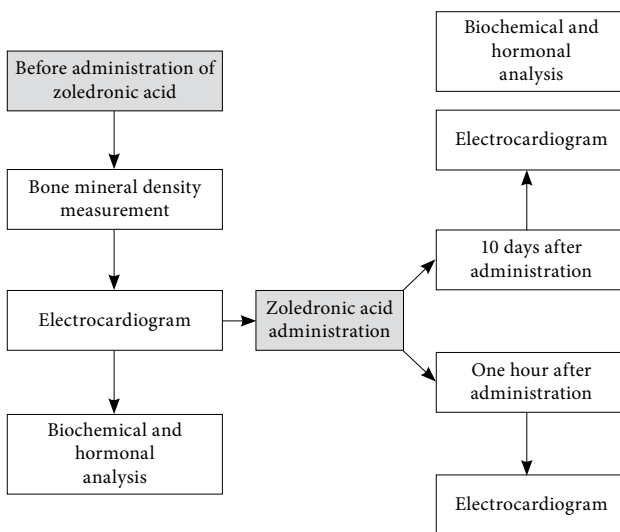 Before administration of
zoledronic acid
Bone mineral density
measurement
Electrocardiogram
Biochemical and
hormonal
analysis
Zoledronic acid
administration
Biochemical and
hormonal
analysis
Electrocardiogram
10 days after
administration
One hour after
administration
Electrocardiogram